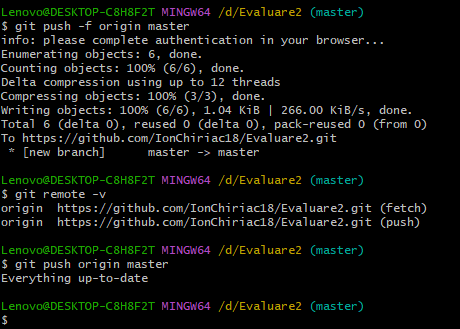 Lenovo@DESKTOP-C8H8F2T MINGW64 /d/Evaluare2 (master)
$ git push -f origin master
info: please complete authentication in your browser...
Enumerating objects: 6, done.
Counting objects: 100% (6/6), done.
Delta compression using up to 12 threads
Compressing objects: 100% (3/3), done.
Writing objects: 100% (6/6), 1.04 KiB | 266.00 KiB/s, done.
Total 6 (delta 0), reused 0 (delta 0), pack-reused 0 (from 0)
To https://github.com/IonChiriac18/Evaluare2.git
 * [new branch]      master -> master

Lenovo@DESKTOP-C8H8F2T MINGW64 /d/Evaluare2 (master)
$ git remote -v
origin  https://github.com/IonChiriac18/Evaluare2.git (fetch)
origin  https://github.com/IonChiriac18/Evaluare2.git (push)

Lenovo@DESKTOP-C8H8F2T MINGW64 /d/Evaluare2 (master)
$ git push origin master
Everything up-to-date

Lenovo@DESKTOP-C8H8F2T MINGW64 /d/Evaluare2 (master)
$